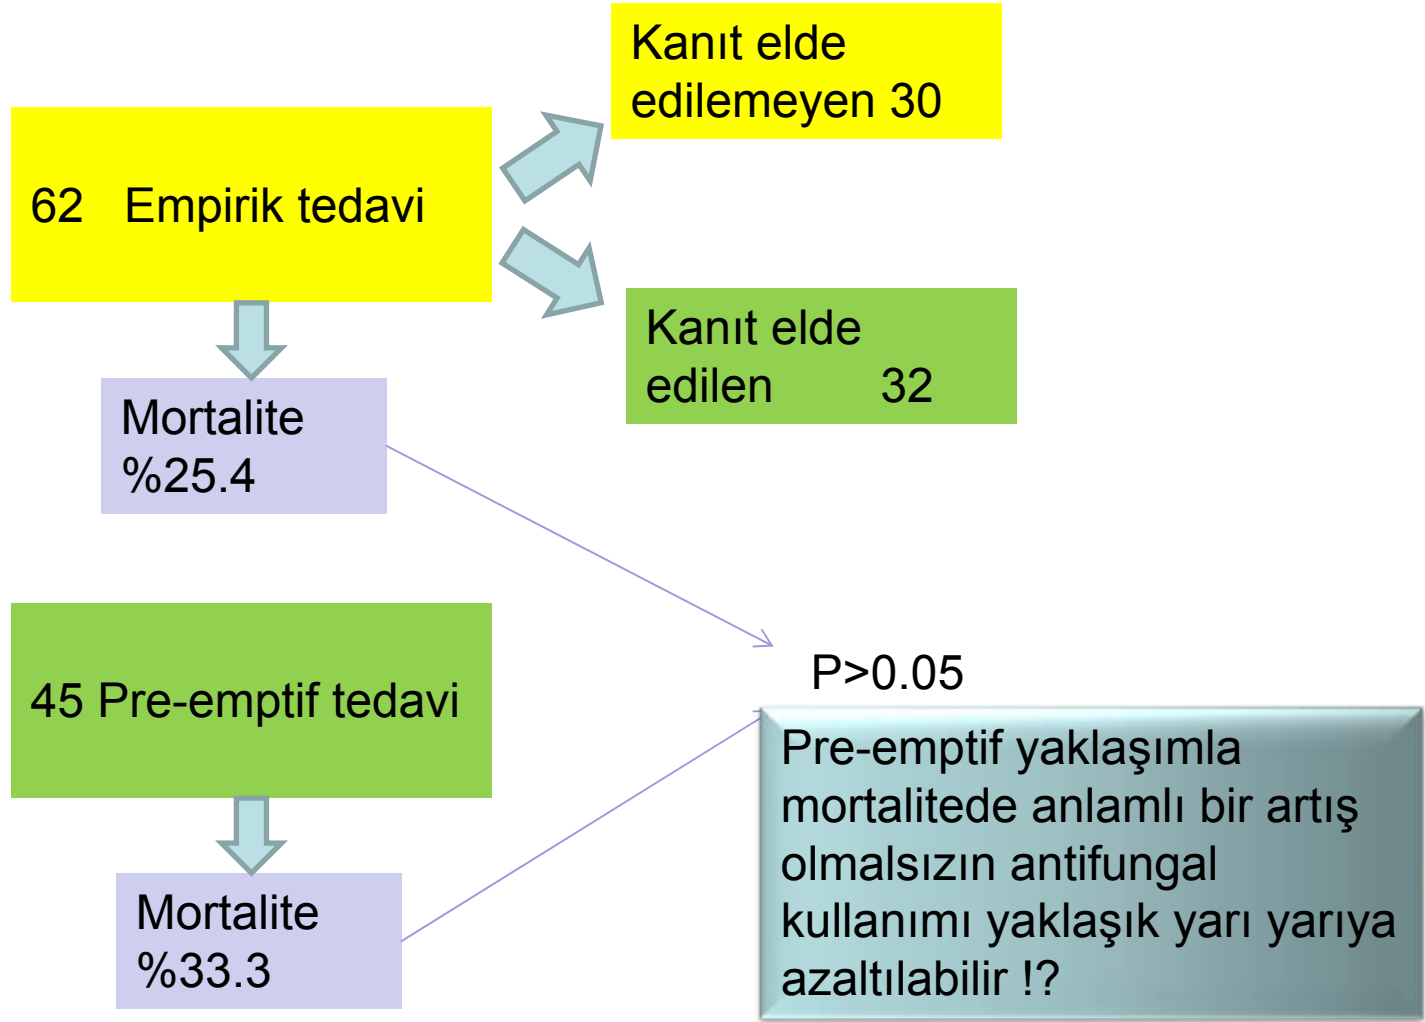 Kanıt elde
edilemeyen 30
62 Empirik tedavi
Kanıt elde
edilen 32
Mortalite
%25.4
45 Pre-emptif tedavi
P>0.05
Pre-emptif yaklaşımla
mortalitede anlamlı bir artış
olmalsızın antifungal
kullanımı yaklaşık yarı yarıya
azaltılabilir !?
Mortalite
%33.3